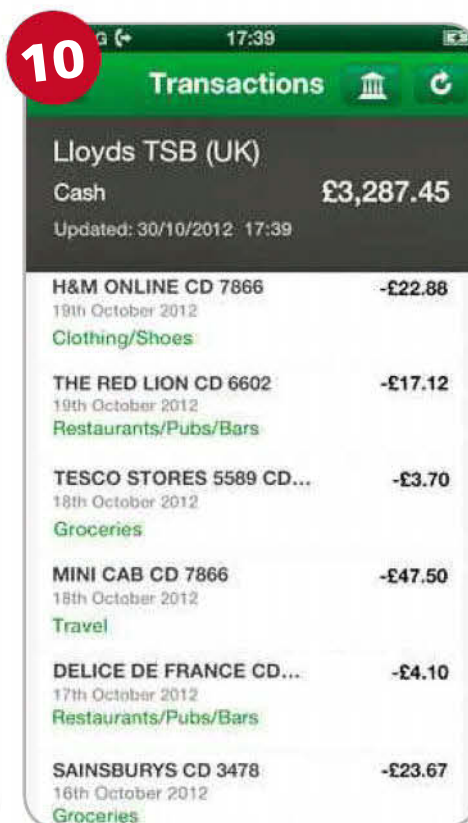 10
G
17:39
Transactions
Lloyds TSB (UK)
Cash
£3,287.45
Updated: 30/10/2012 17:39
H&M ONLINE CD 7866
-£22.88
19th October 2012
Clothing/Shoes
THE RED LION CD 6602
-£17.12
19th October 2012
Restaurants/Pubs/Bars
TESCO STORES 5589 CD...
-£3.70
18th October 2012
Groceries
MINI CAB CD 7866
-£47.50
18th October 2012
Travel
DELICE DE FRANCE CD...
-£4.10
17th October 2012
Restaurants/Pubs/Bars
SAINSBURYS CD 3478
-£23.67
16th October 2012
Groceries